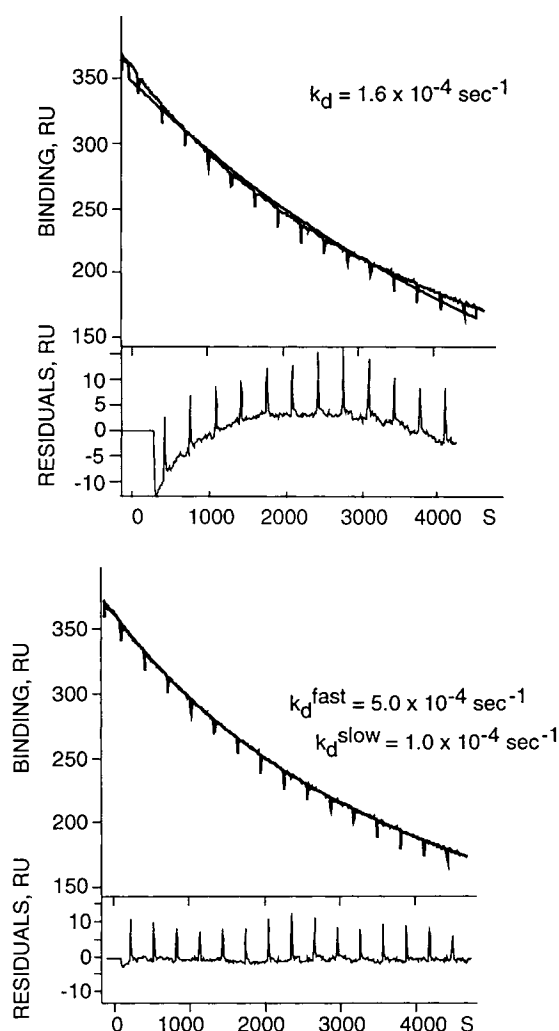 350
300
250
200
150
BINDING, RU
k_d = 1.6 x 10^-4 sec^-1
10
5
0
-5
-10
RESIDUALS, RU
0 1000 2000 3000 4000 S
350
300
250
200
150
BINDING, RU
k_d^fast = 5.0 x 10^-4 sec^-1
k_d^slow = 1.0 x 10^-4 sec^-1
10
0
-10
RESIDUALS, RU
0 1000 2000 3000 4000 S